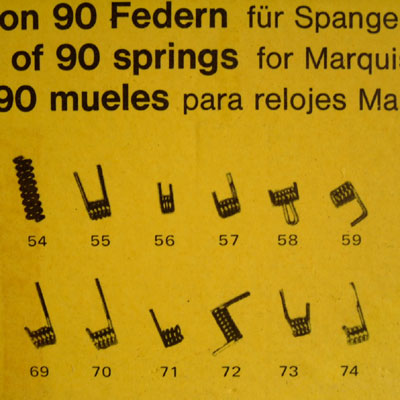 on 90 Federn für Spange
of 90 springs for Marquis
90 mueles para relojes Ma
54 55 56 57 58 59
69 70 71 72 73 74